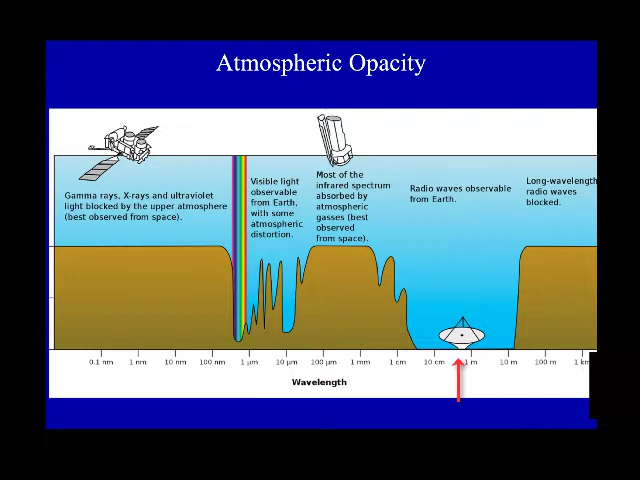 Atmospheric Opacity
Gamma rays, X-rays and ultraviolet
light blocked by the upper atmosphere
(best observed from space).
Visible light
observable
from Earth,
with some
atmospheric
distortion.
Most of the
infrared spectrum
absorbed by
atmospheric
gasses (best
observed
from space).
Radio waves observable
from Earth.
Long-wavelength
radio waves
blocked.
0.1 nm 1 nm 10 nm 100 nm 1 μm 10 μm 100 μm 1 mm 1 cm 10 cm 1 m 10 m 100 m 1 k
Wavelength